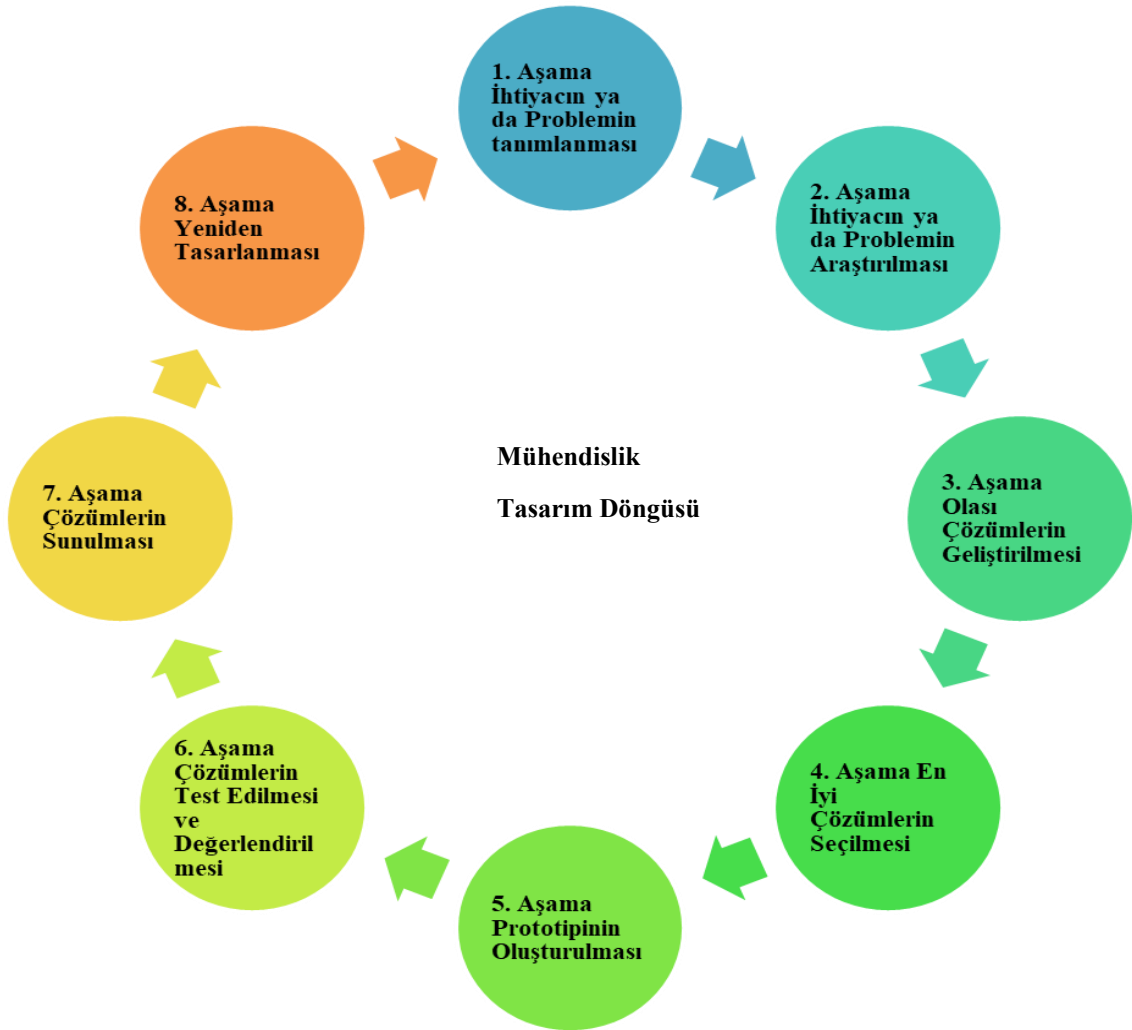 1. Aşama
İhtiyacın ya
da Problemin
tanımlanması
2. Aşama
İhtiyacın ya
da Problemin
Araştırılması
3. Aşama
Olası
Çözümlerin
Geliştirilmesi
4. Aşama En
İyi
Çözümlerin
Seçilmesi
5. Aşama
Prototipinin
Oluşturulması
6. Aşama
Çözümlerin
Test Edilmesi
ve
Değerlendiril
mesi
7. Aşama
Çözümlerin
Sunulması
8. Aşama
Yeniden
Tasarlanması
Mühendislik
Tasarım Döngüsü